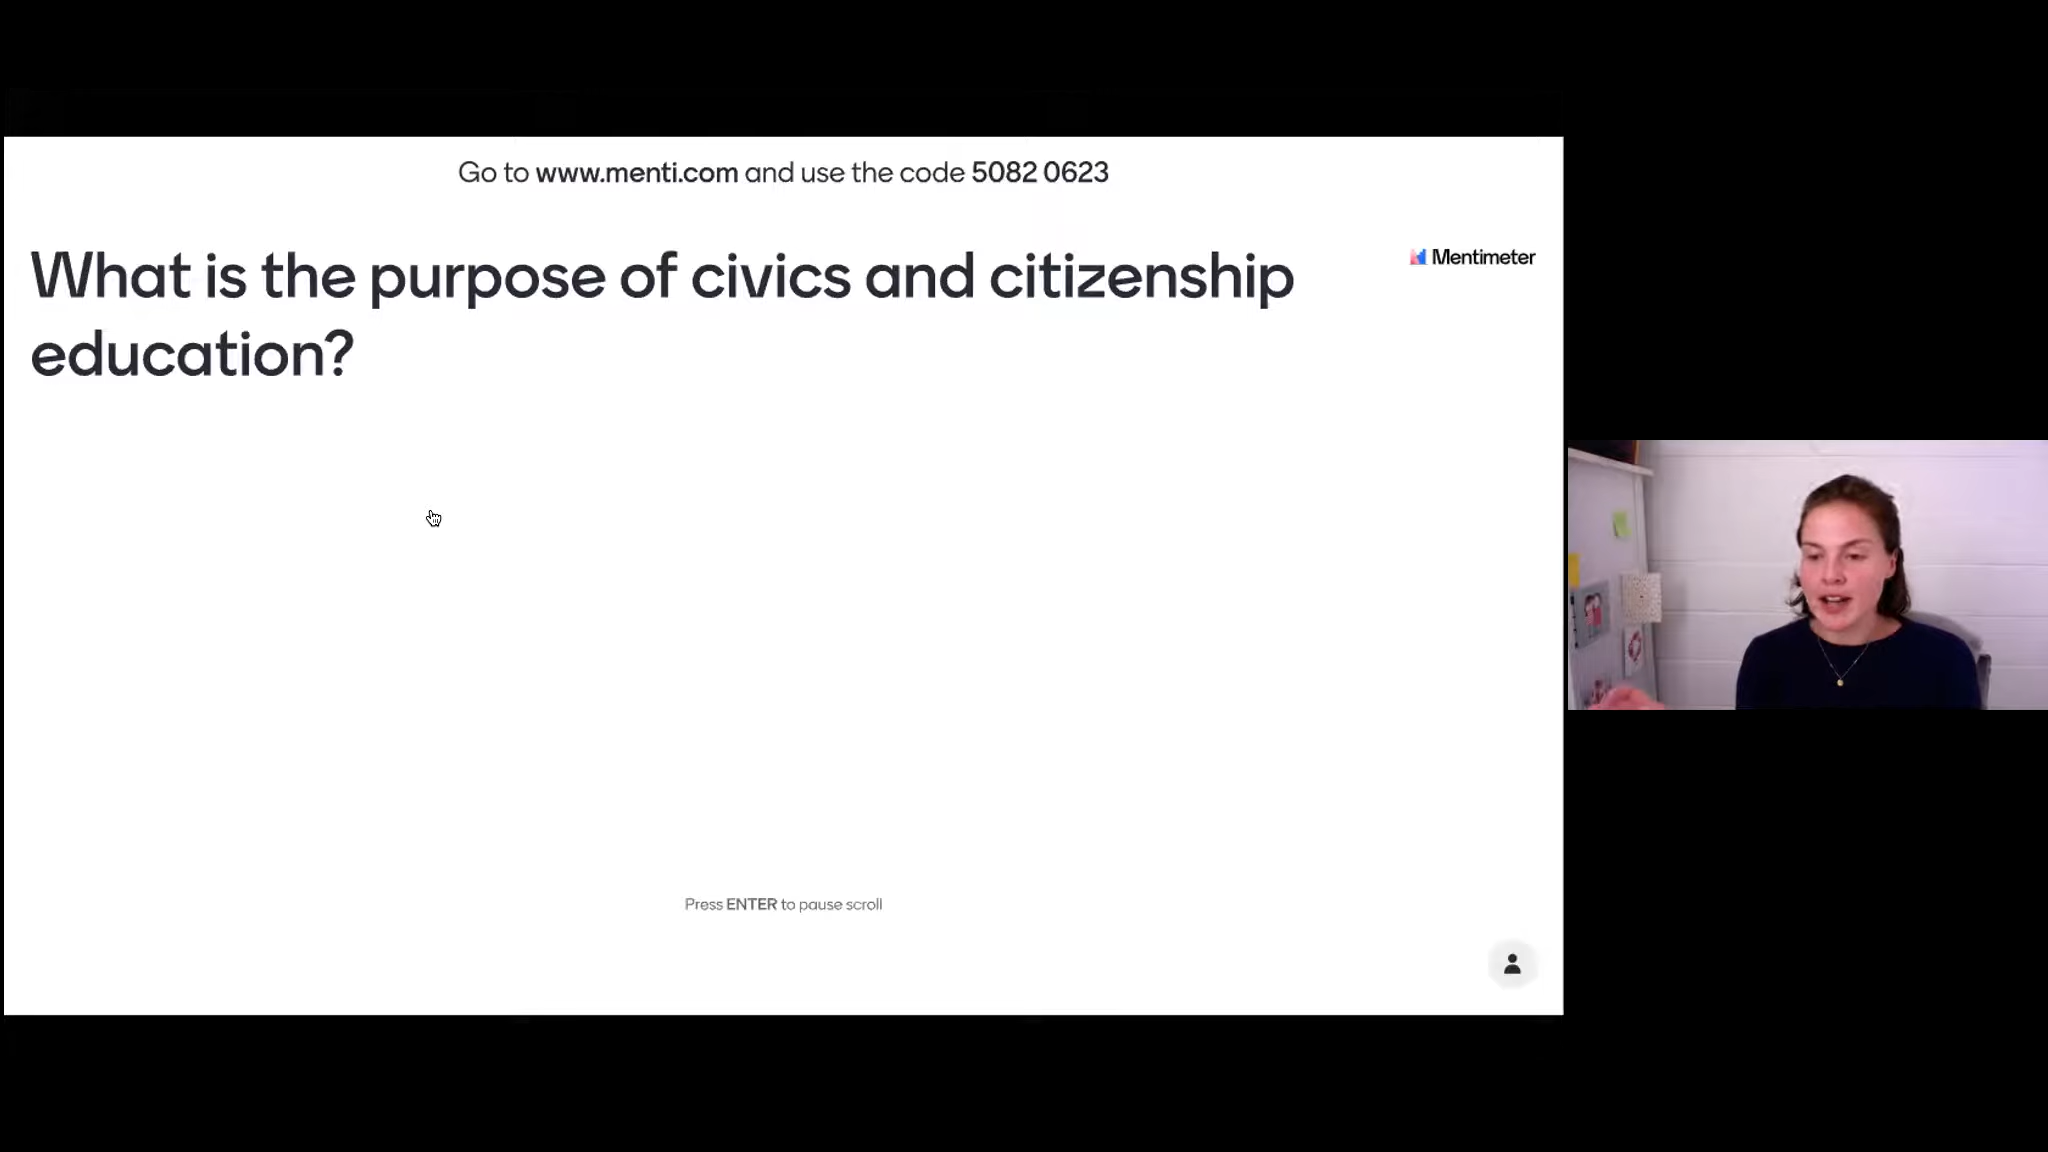 Go to www.menti.com and use the code 5082 0623
What is the purpose of civics and citizenship
education?
Mentimeter
Press ENTER to pause scroll